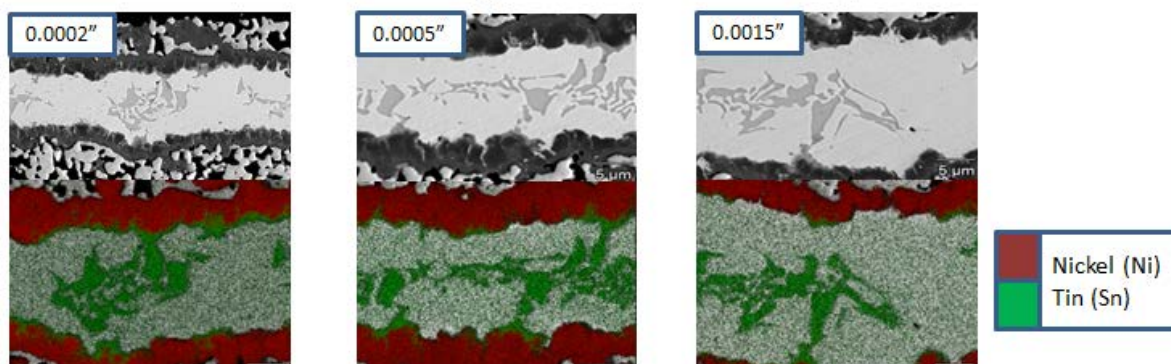 0.0002”
0.0005”
0.0015”
5 µm
5 µm
Nickel (Ni)
Tin (Sn)